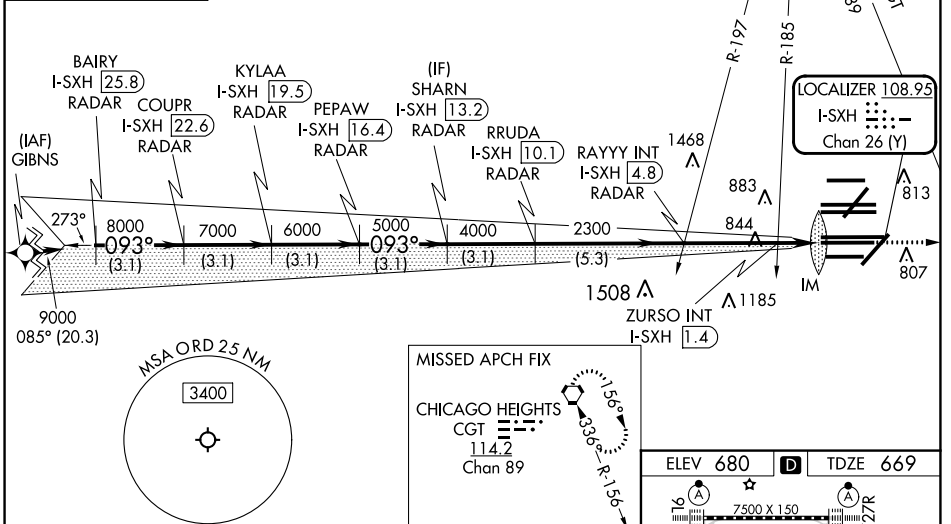 BAIRY
I-SXH 25.8
RADAR
COUPR
I-SXH 22.6
RADAR
KYLAA
I-SXH 19.5
RADAR
PEPAW
I-SXH 16.4
RADAR
(IF)
SHARN
I-SXH 13.2
RADAR
RRUDA
I-SXH 10.1
RADAR
RAYYY INT
I-SXH 4.8
RADAR
R-197
R-185
LOCALIZER 108.95
I-SXH
Chan 26 (Y)
(IAF)
GIBNS
1468
883
844
813
807
273°
8000
093°
(3.1)
7000
(3.1)
6000
(3.1)
5000
093°
(3.1)
4000
(3.1)
2300
(5.3)
IM
1508
1185
ZURSO INT
I-SXH 1.4
9000
085° (20.3)
MSA ORD 25 NM
3400
MISSED APCH FIX
CHICAGO HEIGHTS
CGT
114.2
Chan 89
156°
336°
R-156
ELEV 680 D TDZE 669
A
A
9L
7500 X 150
27R